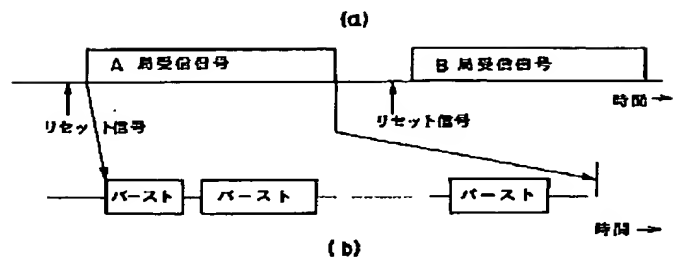 (a)
A 局受信信号
B 局受信信号
時間→
リセット信号
リセット信号
バースト
バースト
バースト
時間→
(b)